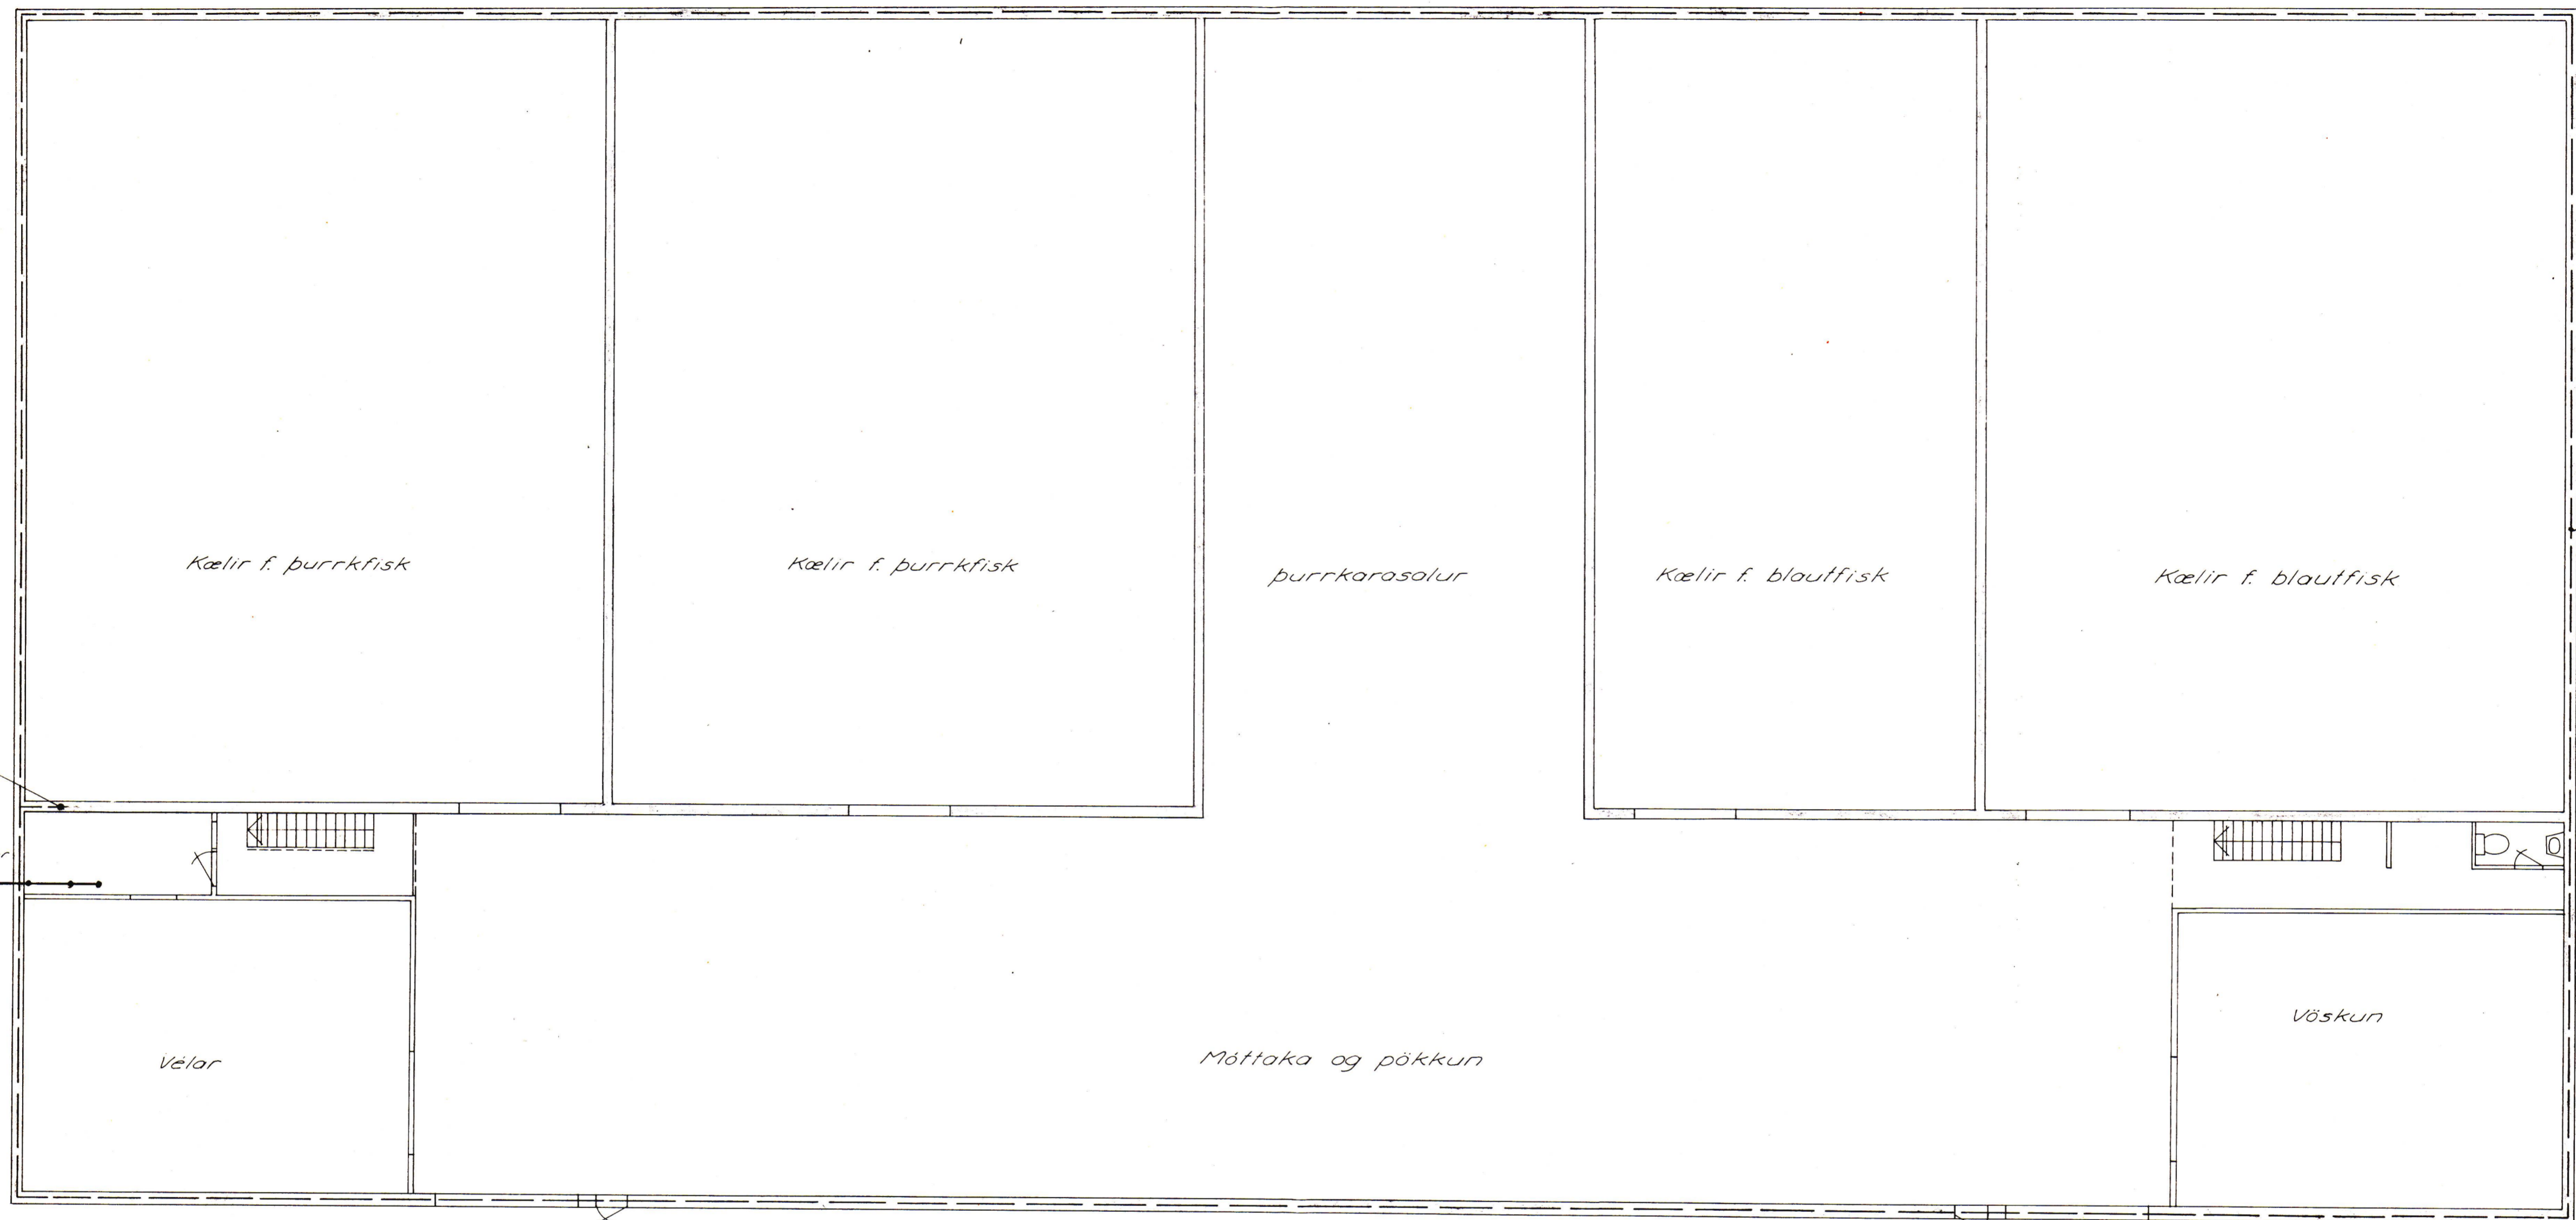 Kælir f. þurrkfisk
Kælir f. þurrkfisk
þurrkarasalur
Kælir f. blautfisk
Kælir f. blautfisk
Vélar
Móttaka og pökkun
Vöskun